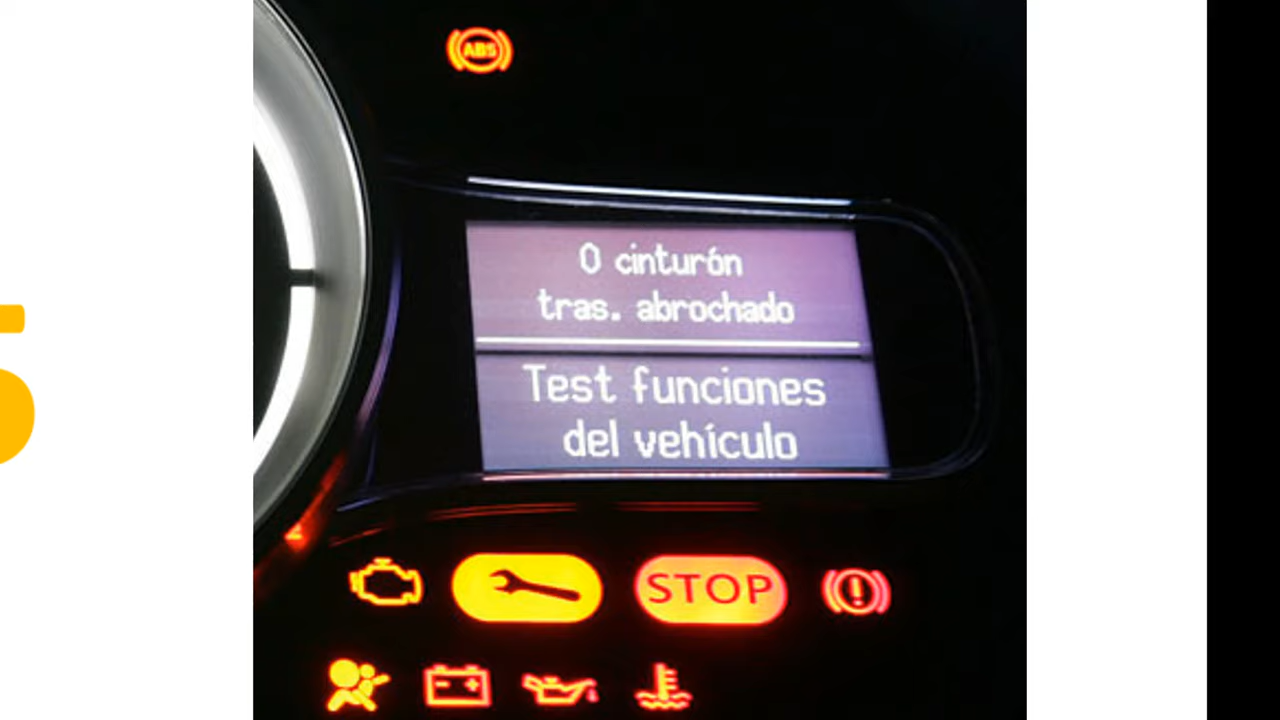 ABS
0 cinturón
tras. abrochado
Test funciones
del vehículo
STOP